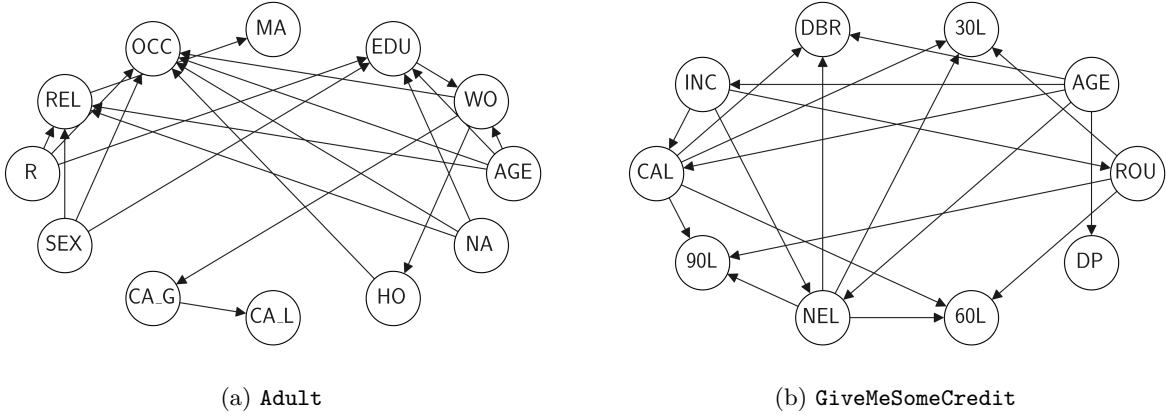 MA
OCC
EDU
REL
WO
R
AGE
SEX
NA
CA_G
HO
CA_L
(a) Adult
DBR
30L
INC
AGE
CAL
ROU
90L
DP
NEL
60L
(b) GiveMeSomeCredit